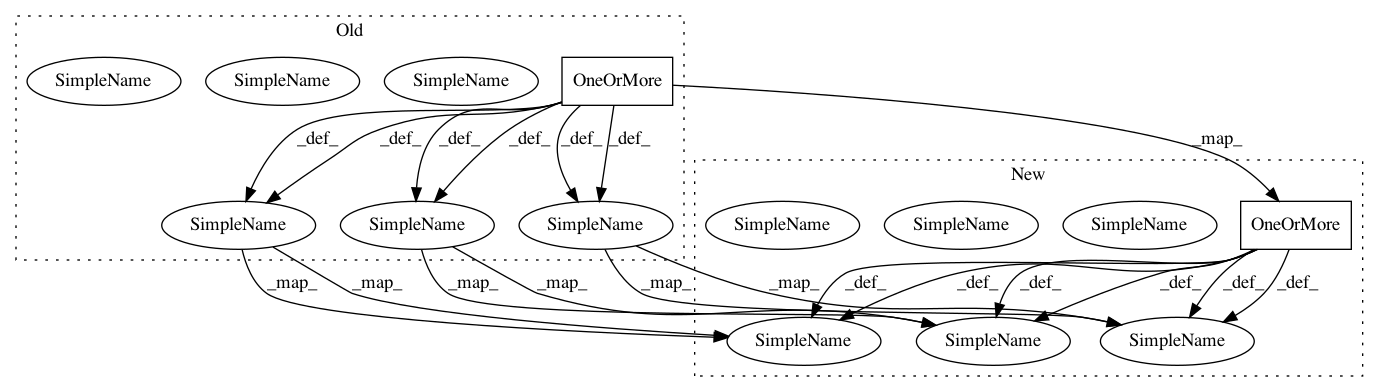 Old
SimpleName SimpleName SimpleName OneOrMore
_def_ _def_ _def_ _def_ _def_ _def_ _map_
New
SimpleName SimpleName SimpleName SimpleName SimpleName SimpleName OneOrMore
_map_ _map_ _map_ _map_ _map_ _map_ _def_ _def_ _def_ _def_ _def_
SimpleName SimpleName SimpleName